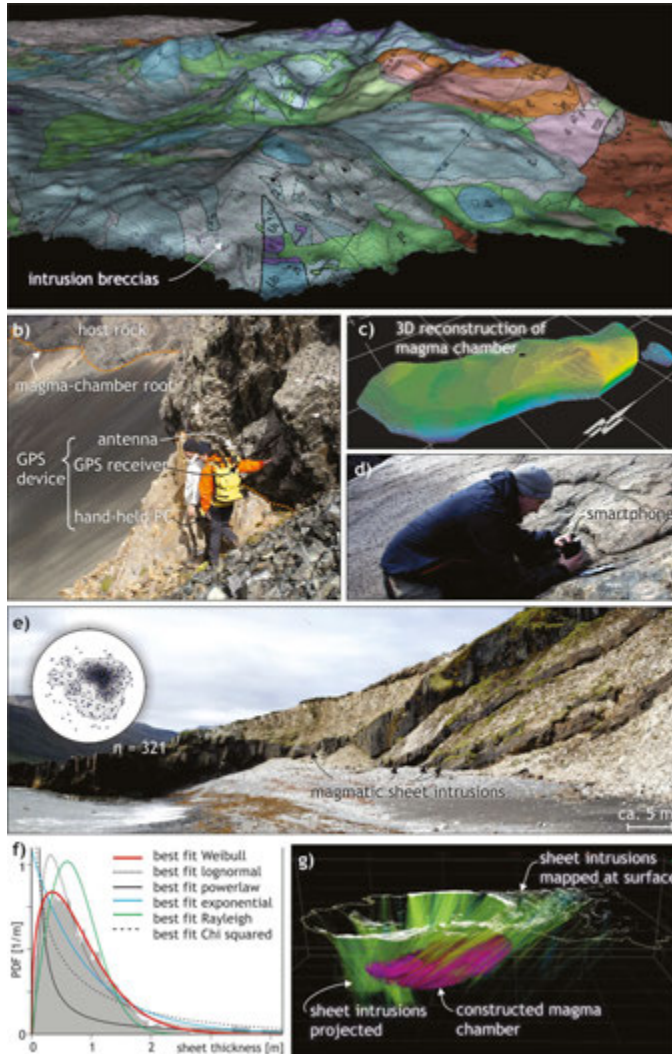 intrusion breccias
b)
host rock
magma-chamber roof
antenna
GPS
device
GPS receiver
hand-held PC
c)
3D reconstruction of
magma chamber
d)
smartphone
e)
n = 321
magmatic sheet intrusions
ca. 5 m
f)
1
PDF [1/m]
0
0
2
sheet thickness [m]
best fit Weibull
best fit lognormal
best fit powerlaw
best fit exponential
best fit Rayleigh
best fit Chi squared
g)
sheet intrusions
mapped at surface
sheet intrusions
projected
constructed magma
chamber